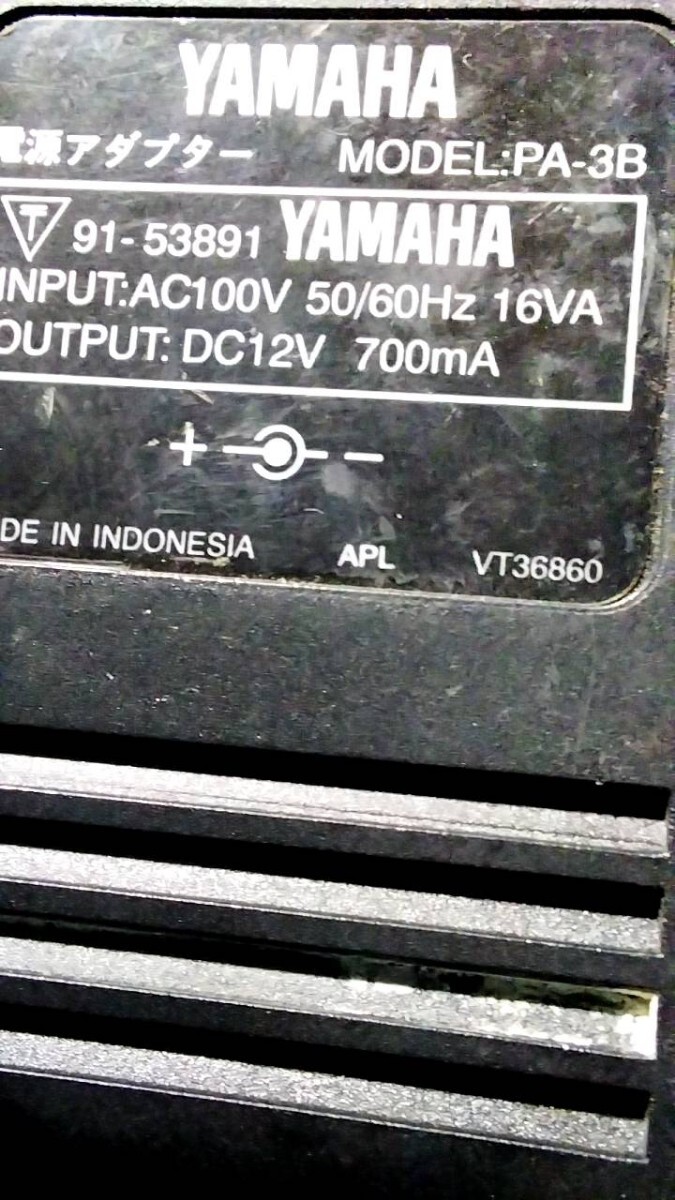 YAMAHA
電源アダプター MODEL:PA-3B
〒 91-53891 YAMAHA
INPUT:AC100V 50/60Hz 16VA
OUTPUT: DC12V 700mA
+ −
DE IN INDONESIA APL VT36860